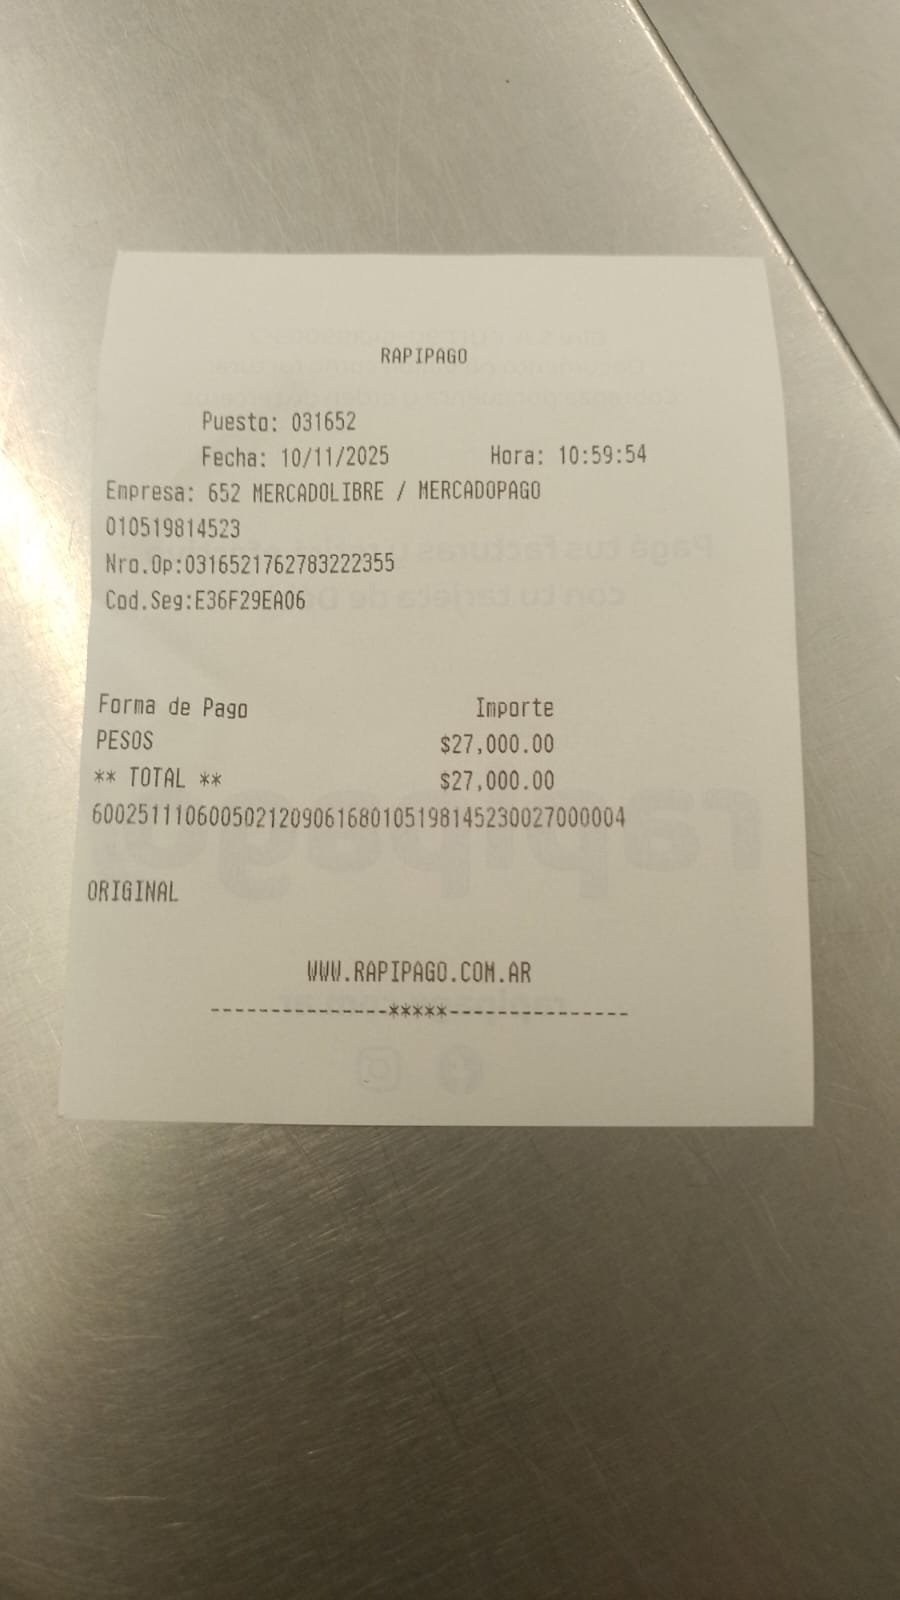 RAPIPAGO
Puesto: 031652
Fecha: 10/11/2025 Hora: 10:59:54
Empresa: 652 MERCADOLIBRE / MERCADOPAGO
010519814523
Nro.Op:0316521762783222355
Cod.Seg:E36F29EA06
Forma de Pago Importe
PESOS $27,000.00
** TOTAL ** $27,000.00
600251110600502120906168010519814523002700004
ORIGINAL
WWW.RAPIPAGO.COM.AR
---------------*****---------------